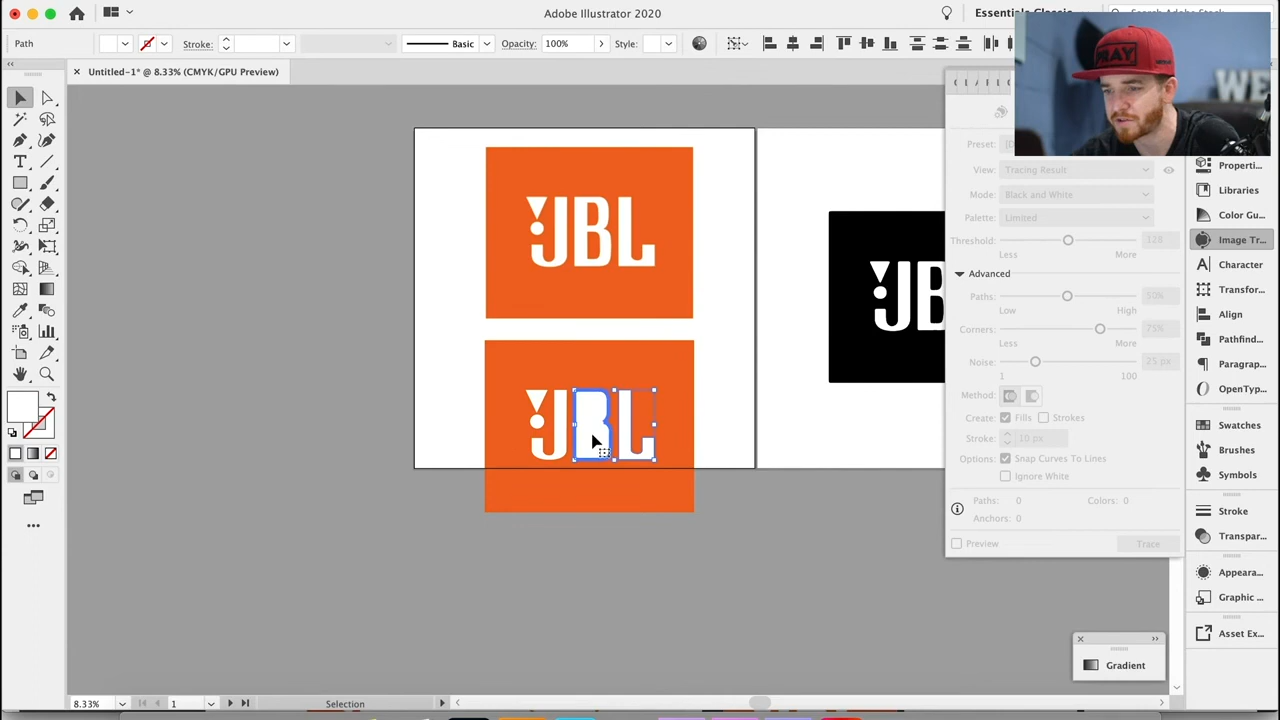 Adobe Illustrator 2020
Essentials Classic
Path
Stroke:
Basic
Opacity:
100%
Style:
Untitled-1* @ 8.33% (CMYK/GPU Preview)
PRAY
WE
JBL
JBL
JB
Preset:
View:
Tracing Result
Mode:
Black and White
Palette:
Limited
Threshold:
128
Less
More
Advanced
Paths:
50%
Low
High
Corners:
75%
Less
More
Noise:
25 px
1
100
Method:
Create:
Fills
Strokes
Stroke:
10 px
Options:
Snap Curves To Lines
Ignore White
Paths:
0
Colors:
0
Anchors:
0
Preview
Trace
Properti...
Libraries
Color Gu...
Image Tr...
Character
Transfor...
Align
Pathfind...
Paragrap...
OpenTyp...
Swatches
Brushes
Symbols
Stroke
Transpar...
Appeara...
Graphic ...
Asset Ex...
Gradient
8.33%
1
Selection